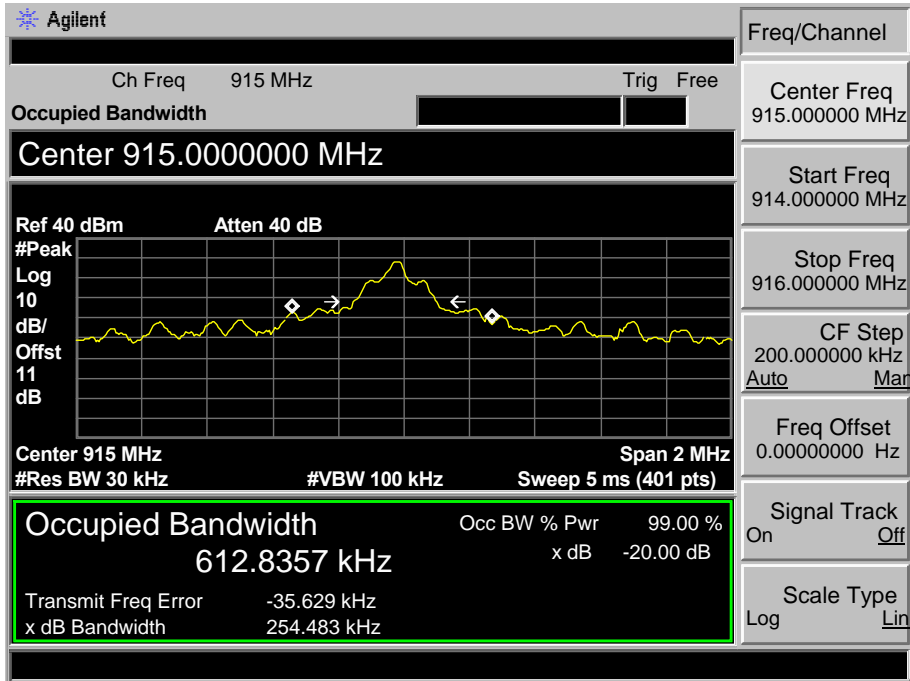 Agilent
Freq/Channel
Ch Freq 915 MHz Trig Free
Occupied Bandwidth
Center 915.0000000 MHz
Ref 40 dBm Atten 40 dB
#Peak
Log
10
dB/
Offst
11
dB
Center 915 MHz Span 2 MHz
#Res BW 30 kHz #VBW 100 kHz Sweep 5 ms (401 pts)
Occupied Bandwidth Occ BW % Pwr 99.00 %
612.8357 kHz x dB -20.00 dB
Transmit Freq Error -35.629 kHz
x dB Bandwidth 254.483 kHz
Center Freq
915.000000 MHz
Start Freq
914.000000 MHz
Stop Freq
916.000000 MHz
CF Step
200.000000 kHz
Auto Man
Freq Offset
0.00000000 Hz
Signal Track
On Off
Scale Type
Log Lin